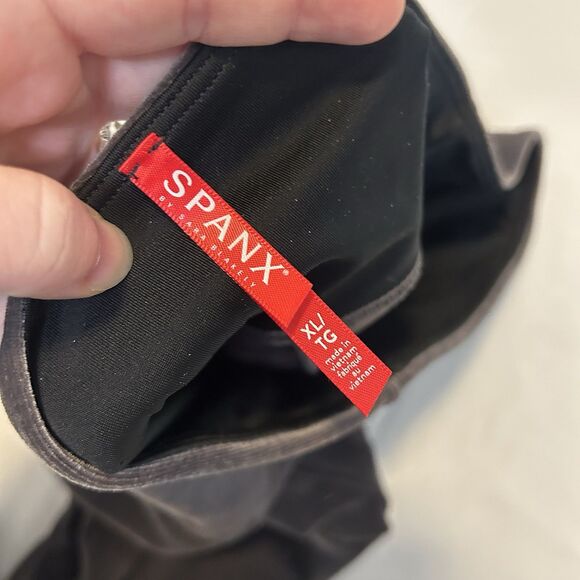 SPANX®
BY SARA BLAKELY
XL/
TG
made in
vietnam
fabriqué
au
vietnam